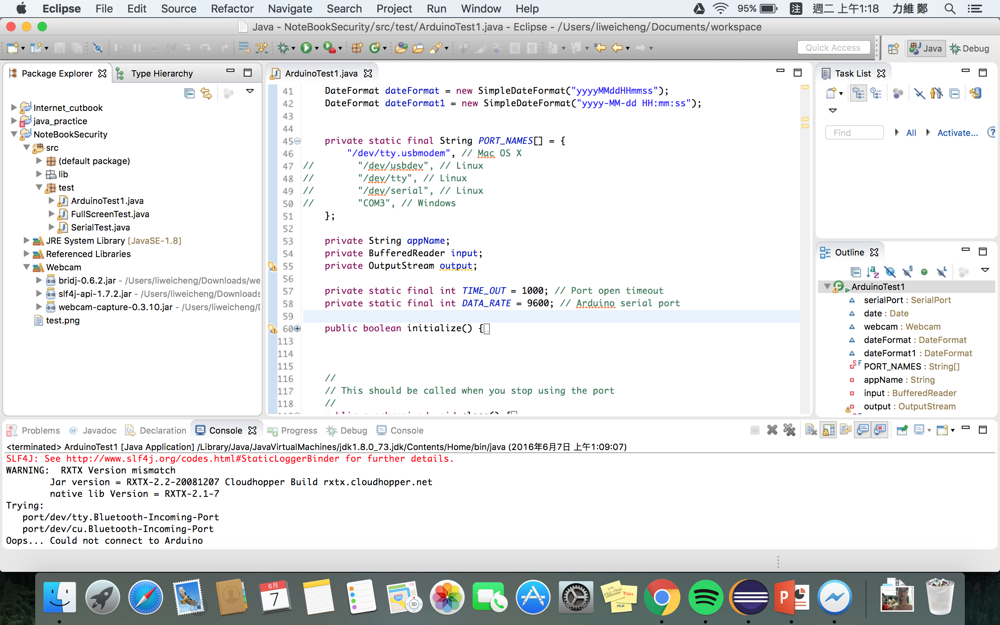 Eclipse File Edit Source Refactor Navigate Search Project Run Window Help 95% 注 週二 上午1:18 力維 鄭
Java - NoteBookSecurity/src/test/ArduinoTest1.java - Eclipse - /Users/liweicheng/Documents/workspace
Quick Access Java Debug
Package Explorer Type Hierarchy
Internet_cutbook
java_practice
NoteBookSecurity
src
(default package)
lib
test
ArduinoTest1.java
FullScreenTest.java
SerialTest.java
JRE System Library [JavaSE-1.8]
Referenced Libraries
Webcam
bridj-0.6.2.jar - /Users/liweicheng/Downloads/we
slf4j-api-1.7.2.jar - /Users/liweicheng/Downloads
webcam-capture-0.3.10.jar - /Users/liweicheng/D
test.png
ArduinoTest1.java
41 DateFormat dateFormat = new SimpleDateFormat("yyyyMMddHHmmss");
42 DateFormat dateFormat1 = new SimpleDateFormat("yyyy-MM-dd HH:mm:ss");
43
44
45 private static final String PORT_NAMES[] = {
46 "/dev/tty.usbmodem", // Mac OS X
47 // "/dev/usbdev", // Linux
48 // "/dev/tty", // Linux
49 // "/dev/serial", // Linux
50 // "COM3", // Windows
51 };
52
53 private String appName;
54 private BufferedReader input;
55 private OutputStream output;
56
57 private static final int TIME_OUT = 1000; // Port open timeout
58 private static final int DATA_RATE = 9600; // Arduino serial port
59
60 public boolean initialize() {..
113
114
115
116 //
117 // This should be called when you stop using the port
118 //
Task List
Find All Activate...
Outline
ArduinoTest1
serialPort : SerialPort
date : Date
webcam : Webcam
dateFormat : DateFormat
dateFormat1 : DateFormat
PORT_NAMES : String[]
appName : String
input : BufferedReader
output : OutputStream
Problems Javadoc Declaration Console Progress Debug Console
<terminated> ArduinoTest1 [Java Application] /Library/Java/JavaVirtualMachines/jdk1.8.0_73.jdk/Contents/Home/bin/java (2016年6月7日 上午1:09:07)
SLF4J: See http://www.slf4j.org/codes.html#StaticLoggerBinder for further details.
WARNING: RXTX Version mismatch
Jar version = RXTX-2.2-20081207 Cloudhopper Build rxtx.cloudhopper.net
native lib Version = RXTX-2.1-7
Trying:
port/dev/tty.Bluetooth-Incoming-Port
port/dev/cu.Bluetooth-Incoming-Port
Oops... Could not connect to Arduino
6月
7
280
3D
EGGS
MILK
P